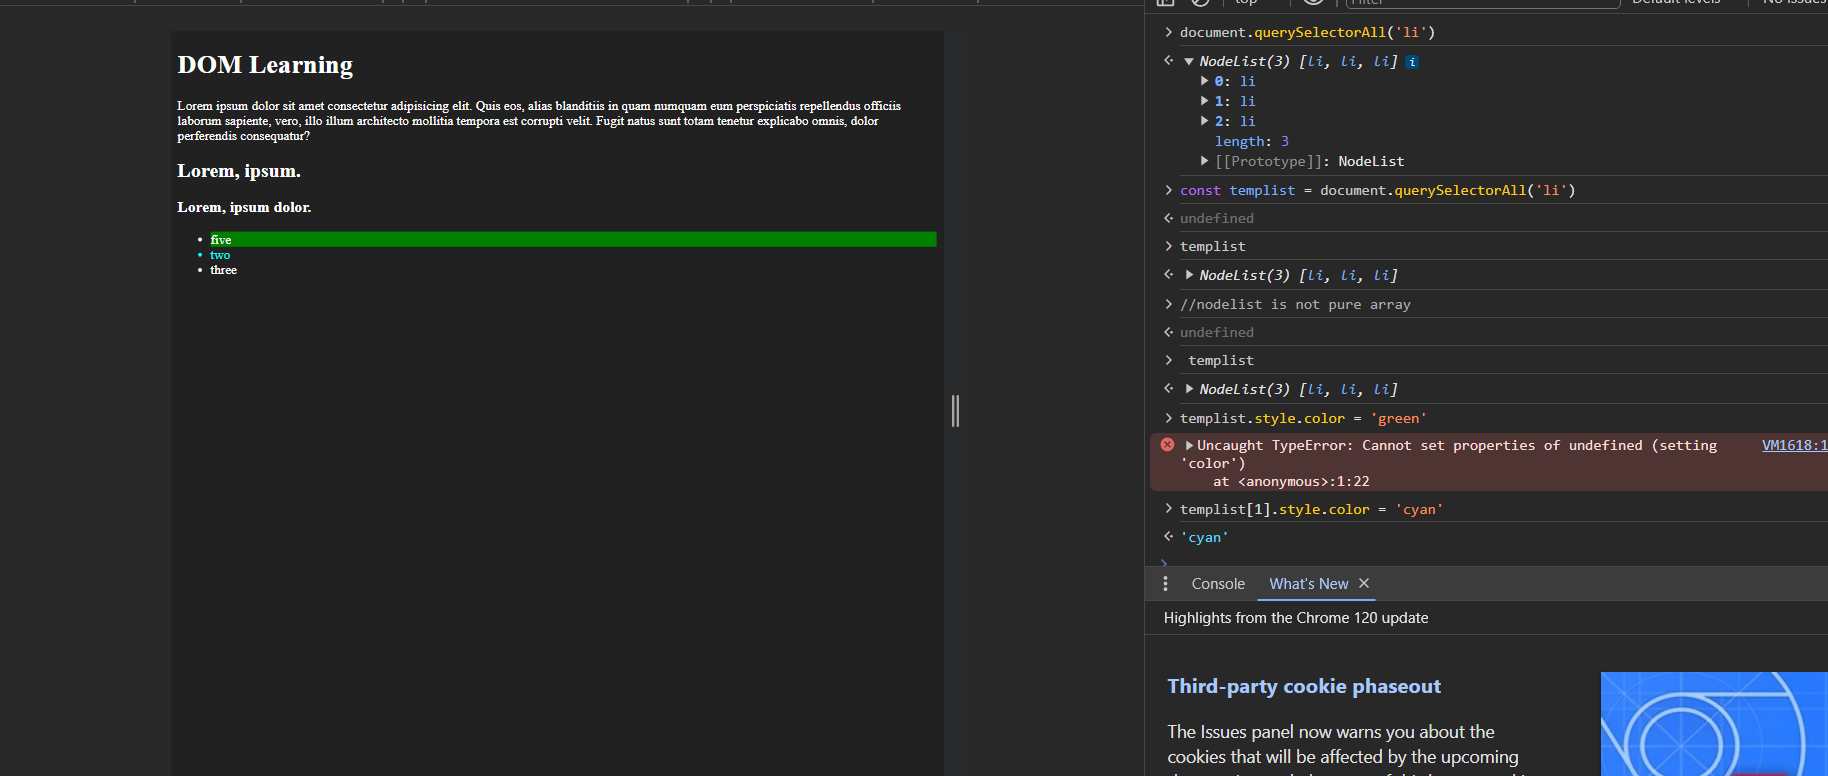 DOM Learning
Lorem ipsum dolor sit amet consectetur adipisicing elit. Quis eos, alias blanditiis in quam numquam eum perspiciatis repellendus officiis
laborum sapiente, vero, illo illum architecto mollitia tempora est corrupti velit. Fugit natus sunt totam tenetur explicabo omnis, dolor
perferendis consequatur?
Lorem, ipsum.
Lorem, ipsum dolor.
• five
• two
• three
top
Filter
Default levels
No Issues
> document.querySelectorAll('li')
NodeList(3) [li, li, li] i
0: li
1: li
2: li
length: 3
[[Prototype]]: NodeList
> const templist = document.querySelectorAll('li')
undefined
> templist
NodeList(3) [li, li, li]
> //nodelist is not pure array
undefined
> templist
NodeList(3) [li, li, li]
> templist.style.color = 'green'
Uncaught TypeError: Cannot set properties of undefined (setting VM1618:1
'color')
at <anonymous>:1:22
> templist[1].style.color = 'cyan'
'cyan'
>
Console
What's New
Highlights from the Chrome 120 update
Third-party cookie phaseout
The Issues panel now warns you about the
cookies that will be affected by the upcoming